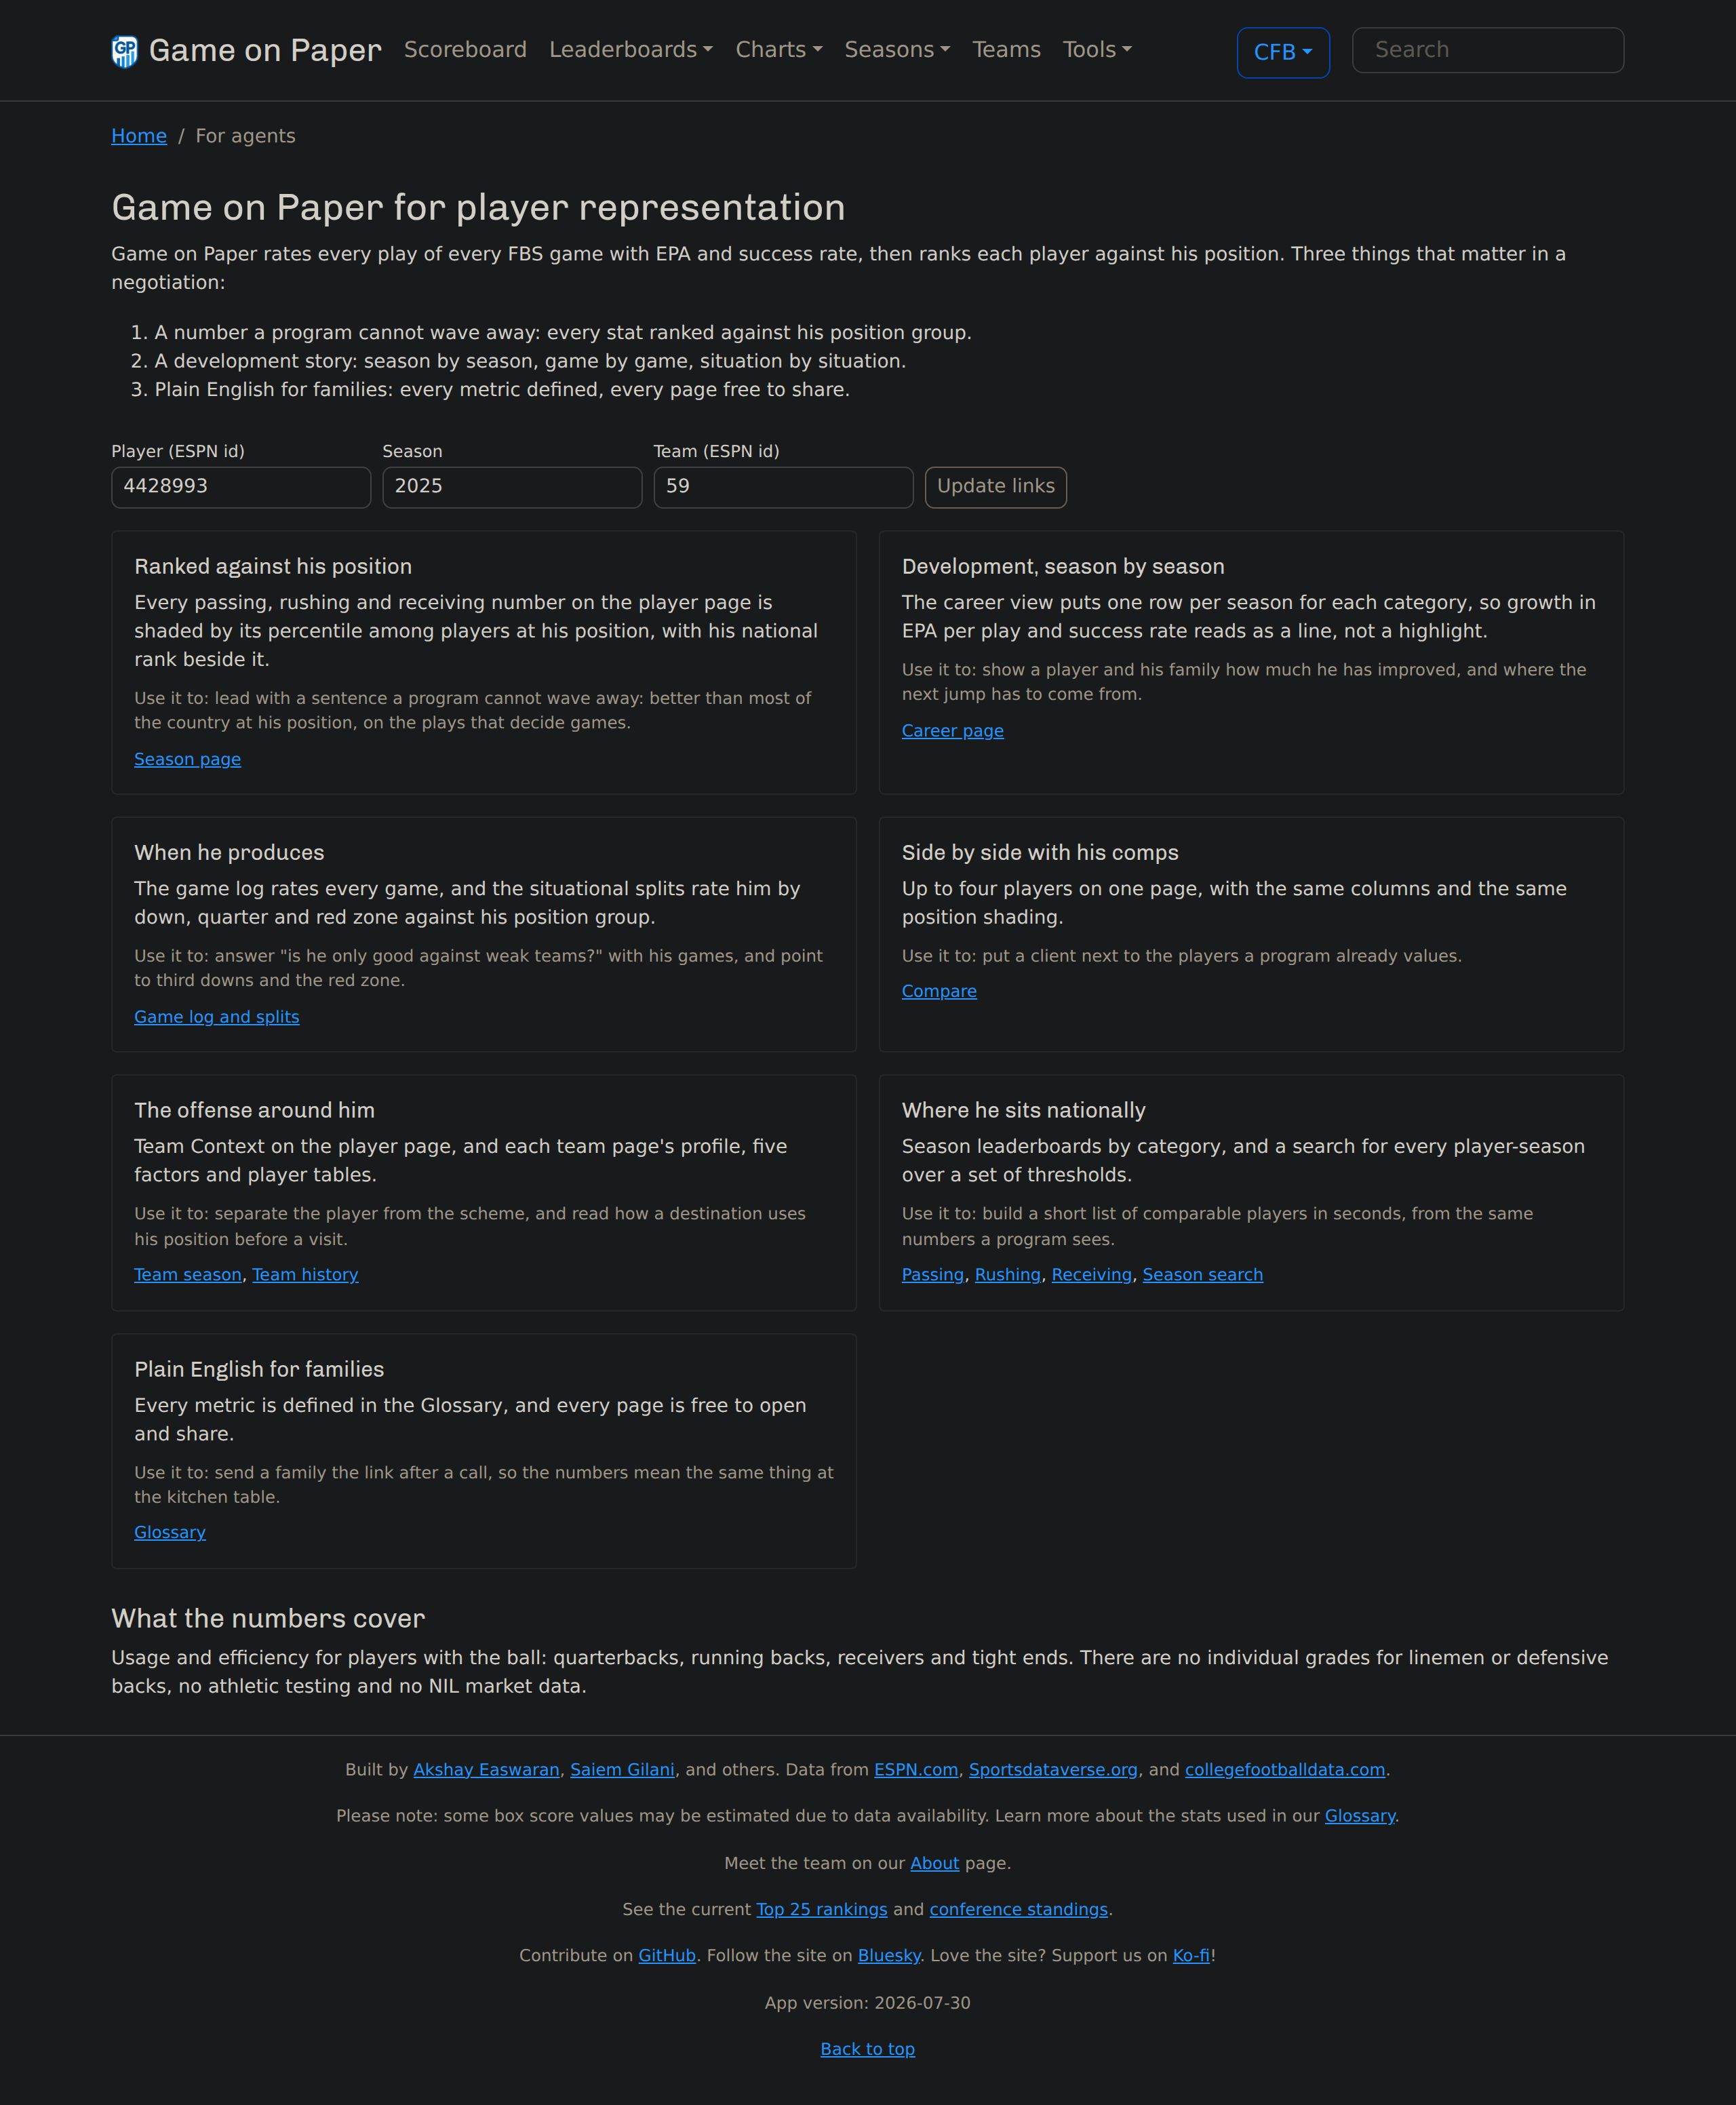 GP Game on Paper Scoreboard Leaderboards Charts Seasons Teams Tools CFB Search
Home / For agents
Game on Paper for player representation
Game on Paper rates every play of every FBS game with EPA and success rate, then ranks each player against his position. Three things that matter in a
negotiation:
1. A number a program cannot wave away: every stat ranked against his position group.
2. A development story: season by season, game by game, situation by situation.
3. Plain English for families: every metric defined, every page free to share.
Player (ESPN id) Season Team (ESPN id)
4428993 2025 59 Update links
Ranked against his position
Every passing, rushing and receiving number on the player page is
shaded by its percentile among players at his position, with his national
rank beside it.
Use it to: lead with a sentence a program cannot wave away: better than most of
the country at his position, on the plays that decide games.
Season page
Development, season by season
The career view puts one row per season for each category, so growth in
EPA per play and success rate reads as a line, not a highlight.
Use it to: show a player and his family how much he has improved, and where the
next jump has to come from.
Career page
When he produces
The game log rates every game, and the situational splits rate him by
down, quarter and red zone against his position group.
Use it to: answer "is he only good against weak teams?" with his games, and point
to third downs and the red zone.
Game log and splits
Side by side with his comps
Up to four players on one page, with the same columns and the same
position shading.
Use it to: put a client next to the players a program already values.
Compare
The offense around him
Team Context on the player page, and each team page's profile, five
factors and player tables.
Use it to: separate the player from the scheme, and read how a destination uses
his position before a visit.
Team season, Team history
Where he sits nationally
Season leaderboards by category, and a search for every player-season
over a set of thresholds.
Use it to: build a short list of comparable players in seconds, from the same
numbers a program sees.
Passing, Rushing, Receiving, Season search
Plain English for families
Every metric is defined in the Glossary, and every page is free to open
and share.
Use it to: send a family the link after a call, so the numbers mean the same thing at
the kitchen table.
Glossary
What the numbers cover
Usage and efficiency for players with the ball: quarterbacks, running backs, receivers and tight ends. There are no individual grades for linemen or defensive
backs, no athletic testing and no NIL market data.
Built by Akshay Easwaran, Saiem Gilani, and others. Data from ESPN.com, Sportsdataverse.org, and collegefootballdata.com.
Please note: some box score values may be estimated due to data availability. Learn more about the stats used in our Glossary.
Meet the team on our About page.
See the current Top 25 rankings and conference standings.
Contribute on GitHub. Follow the site on Bluesky. Love the site? Support us on Ko-fi!
App version: 2026-07-30
Back to top